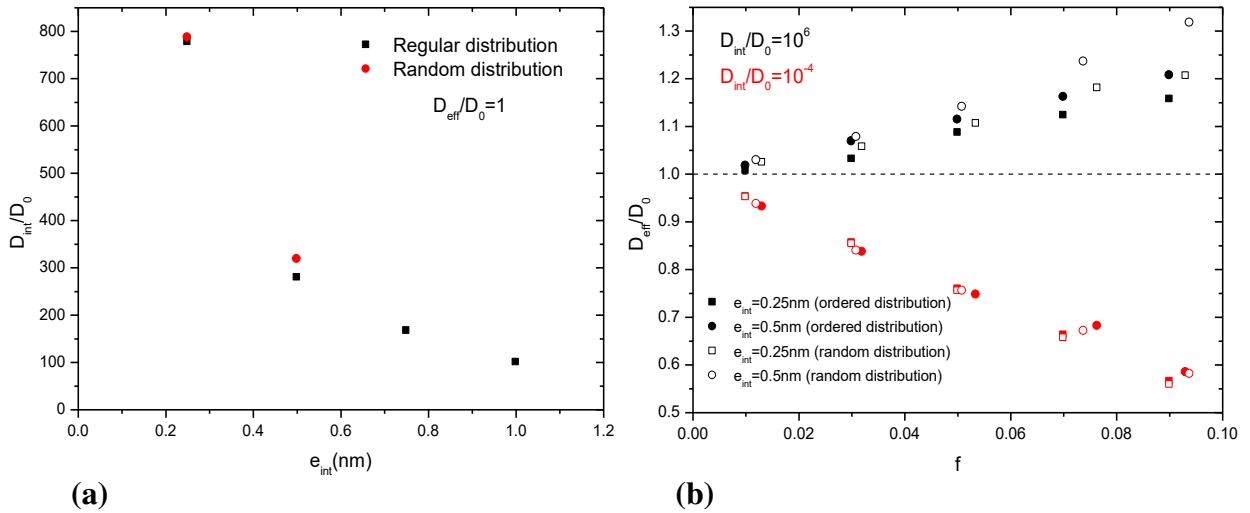 800
700
600
500
400
300
200
100
0
D_int/D_0
Regular distribution
Random distribution
D_eff/D_0=1
0.0 0.2 0.4 0.6 0.8 1.0 1.2
e_int(nm)
(a)
1.3
1.2
1.1
1.0
0.9
0.8
0.7
0.6
0.5
D_eff/D_0
D_int/D_0=10^6
D_int/D_0=10^-4
e_int=0.25nm (ordered distribution)
e_int=0.5nm (ordered distribution)
e_int=0.25nm (random distribution)
e_int=0.5nm (random distribution)
0.00 0.02 0.04 0.06 0.08 0.10
f
(b)